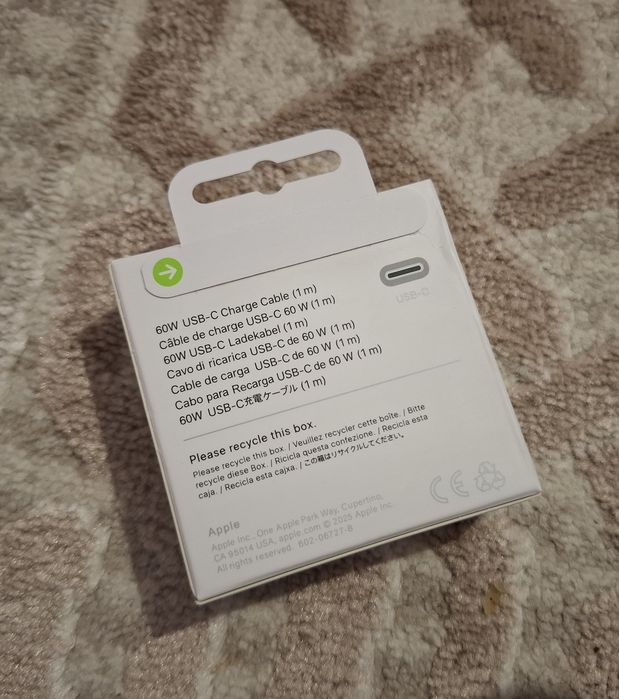 60W USB-C Charge Cable (1 m)
Câble de charge USB-C 60 W (1 m)
60W USB-C Ladekabel (1 m)
Cavo di ricarica USB-C de 60 W (1 m)
Cable de carga USB-C de 60 W (1 m)
Cabo para Recarga USB-C de 60 W (1 m)
60W USB-C充電ケーブル (1 m)
USB-C
Please recycle this box.
Please recycle this box. / Veuillez recycler cette boîte. / Bitte
recycle diese Box. / Ricicla questa confezione. / Recicla esta
caja. / Recicla esta caixa. / この箱はリサイクルしてください。
Apple
Apple Inc., One Apple Park Way, Cupertino,
CA 95014 USA, apple.com © 2025 Apple Inc.
All rights reserved. 602-06727-B
CE